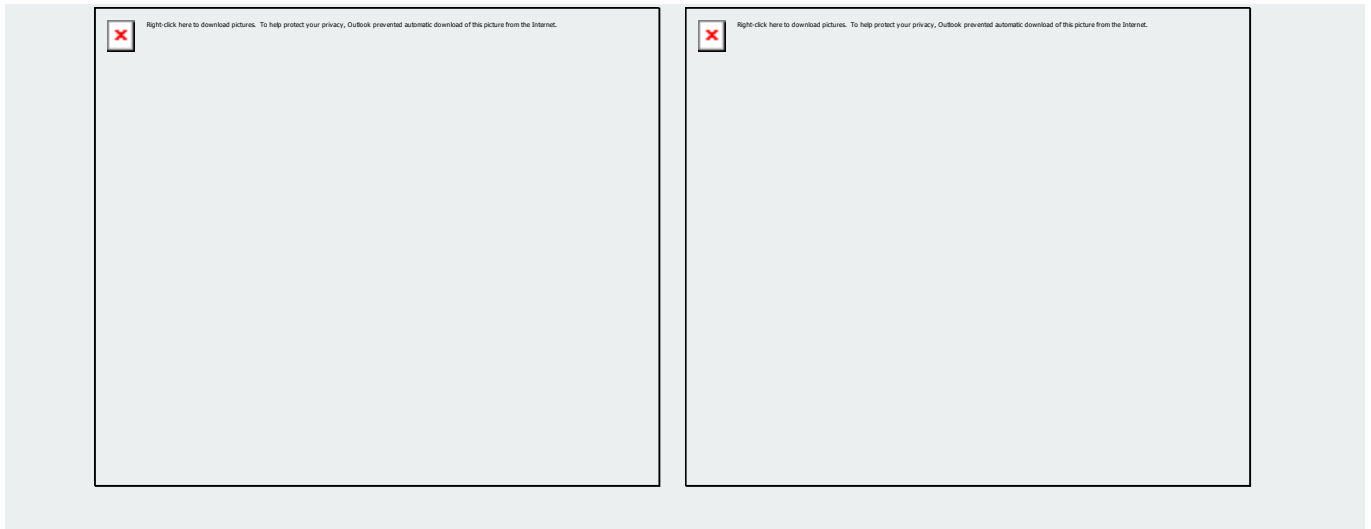 Right-click here to download pictures. To help protect your privacy, Outlook prevented automatic download of this picture from the Internet.
Right-click here to download pictures. To help protect your privacy, Outlook prevented automatic download of this picture from the Internet.